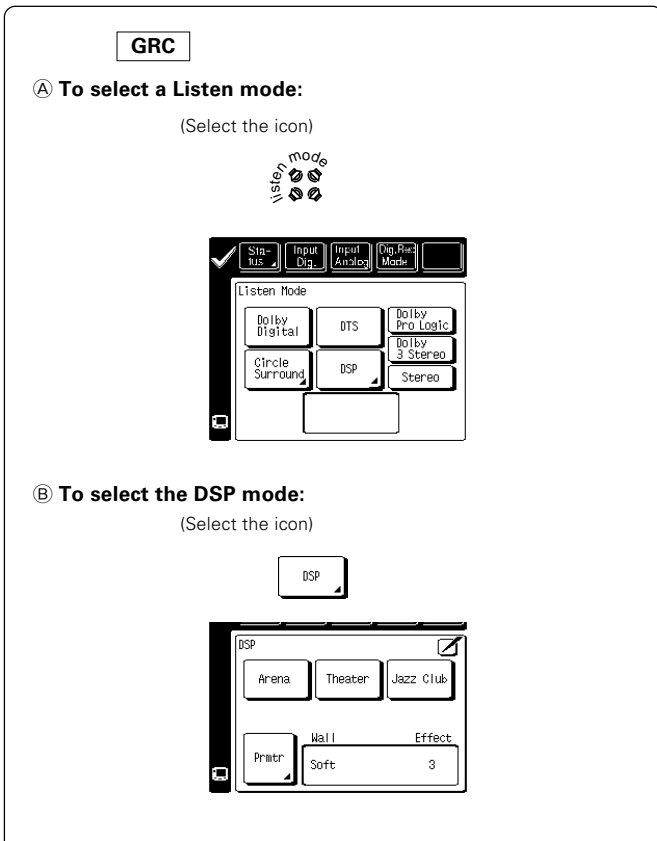 GRC
Ⓐ To select a Listen mode:
(Select the icon)
listen mode
Sta-
tus
Input
Dig.
Input
Analog
Dig.Rec
Mode
Listen Mode
Dolby
Digital
DTS
Dolby
Pro Logic
Dolby
3 Stereo
Circle
Surround
DSP
Stereo
Ⓑ To select the DSP mode:
(Select the icon)
DSP
DSP
Arena
Theater
Jazz Club
Wall Effect
Prmtr
Soft 3